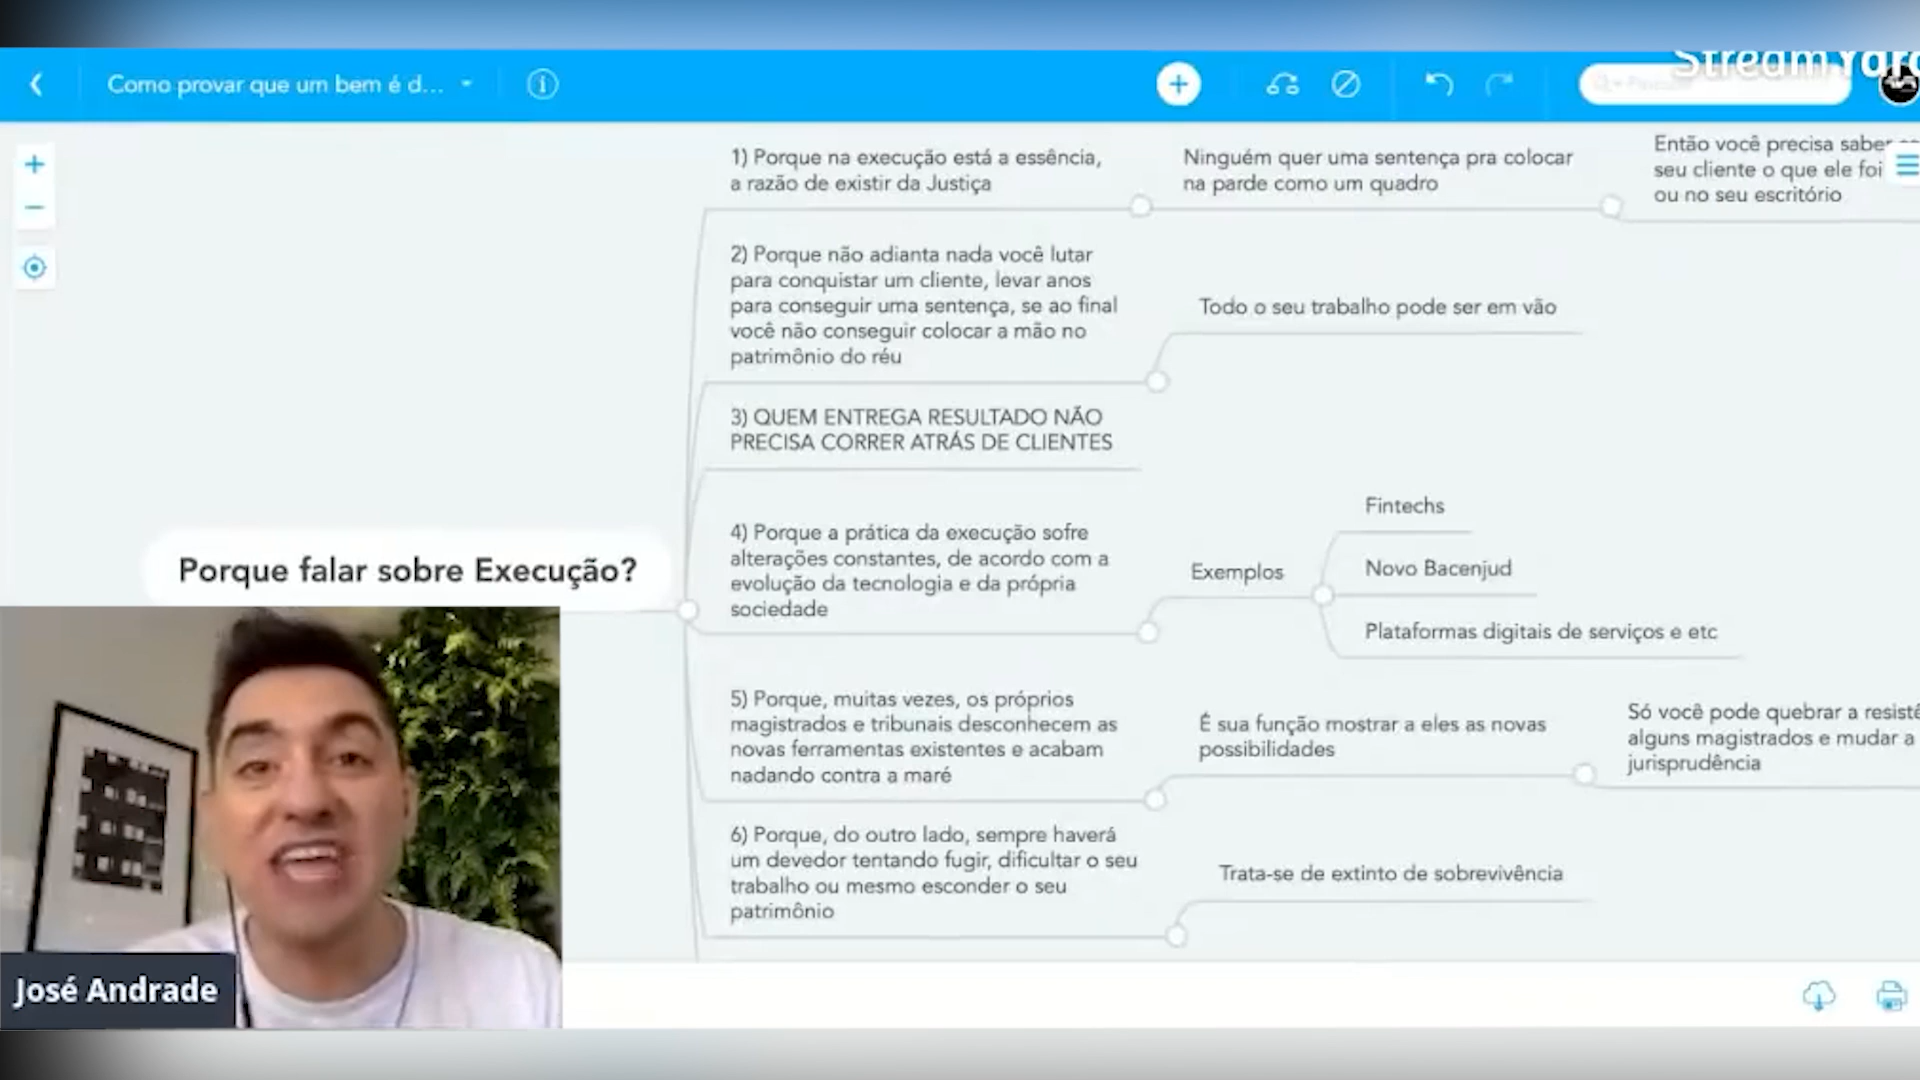 StreamYard
Como provar que um bem é d...
1) Porque na execução está a essência,
a razão de existir da Justiça
Ninguém quer uma sentença pra colocar
na parde como um quadro
Então você precisa saber
seu cliente o que ele foi
ou no seu escritório
2) Porque não adianta nada você lutar
para conquistar um cliente, levar anos
para conseguir uma sentença, se ao final
você não conseguir colocar a mão no
patrimônio do réu
Todo o seu trabalho pode ser em vão
3) QUEM ENTREGA RESULTADO NÃO
PRECISA CORRER ATRÁS DE CLIENTES
Porque falar sobre Execução?
4) Porque a prática da execução sofre
alterações constantes, de acordo com a
evolução da tecnologia e da própria
sociedade
Exemplos
Fintechs
Novo Bacenjud
Plataformas digitais de serviços e etc
5) Porque, muitas vezes, os próprios
magistrados e tribunais desconhecem as
novas ferramentas existentes e acabam
nadando contra a maré
É sua função mostrar a eles as novas
possibilidades
Só você pode quebrar a resistê
alguns magistrados e mudar a
jurisprudência
6) Porque, do outro lado, sempre haverá
um devedor tentando fugir, dificultar o seu
trabalho ou mesmo esconder o seu
patrimônio
Trata-se de extinto de sobrevivência
José Andrade